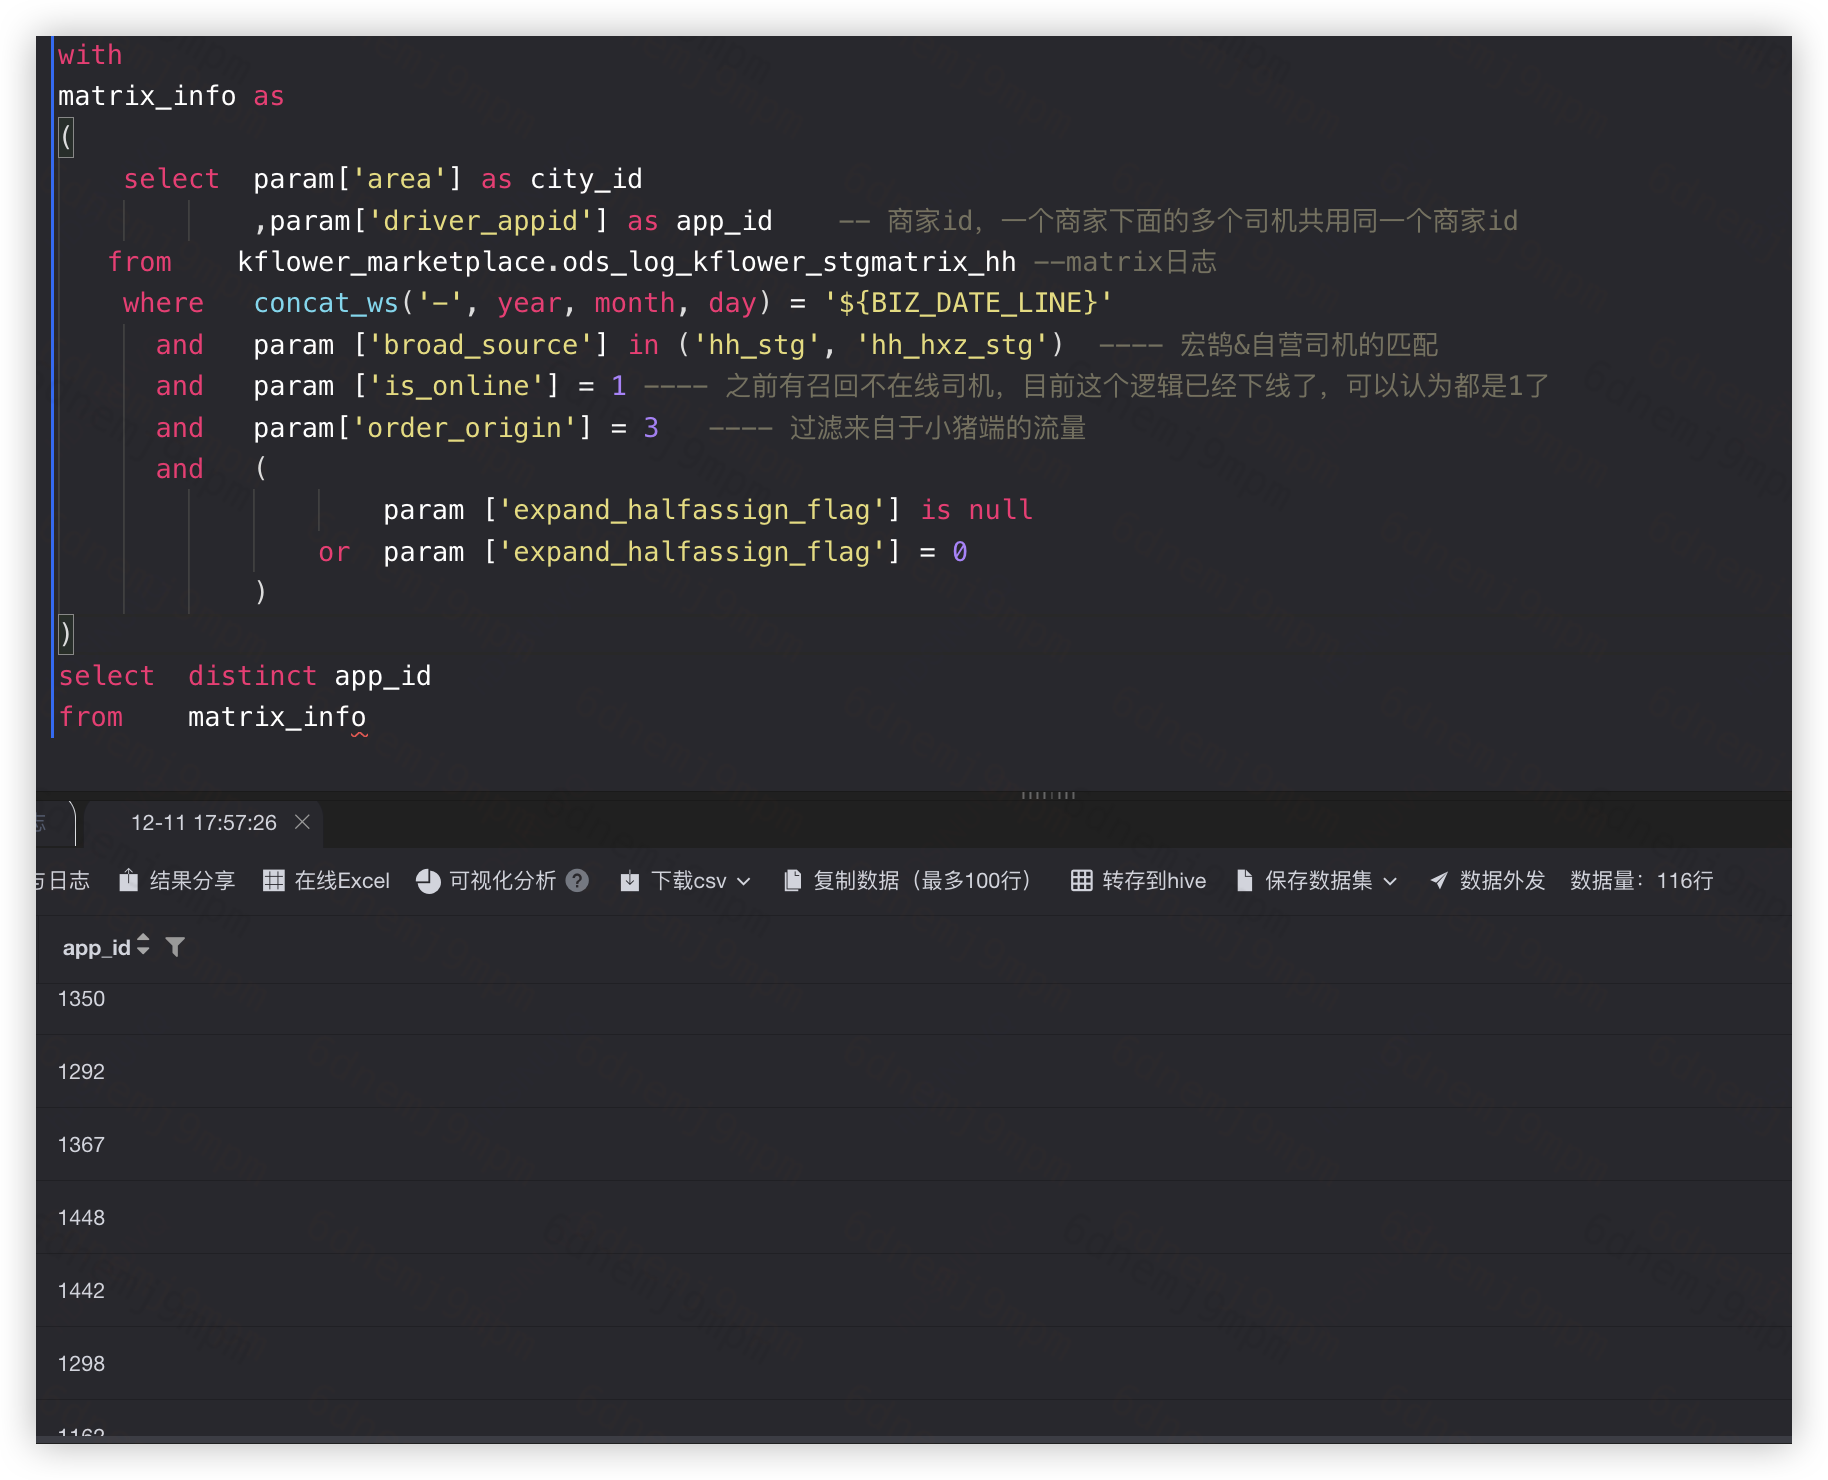 with
matrix_info as
(
select param['area'] as city_id
,param['driver_appid'] as app_id -- 商家id, 一个商家下面的多个司机共用同一个商家id
from kflower_marketplace.ods_log_kflower_stgmatrix_hh --matrix日志
where concat_ws('-', year, month, day) = '${BIZ_DATE_LINE}'
and param ['broad_source'] in ('hh_stg', 'hh_hxz_stg') ---- 宏鹄&自营司机的匹配
and param ['is_online'] = 1 ---- 之前有召回不在线司机, 目前这个逻辑已经下线了, 可以认为都是1了
and param['order_origin'] = 3 ---- 过滤来自于小猪端的流量
and (
param ['expand_halfassign_flag'] is null
or param ['expand_halfassign_flag'] = 0
)
)
select distinct app_id
from matrix_info
12-11 17:57:26
日志 结果分享 在线Excel 可视化分析 ? 下载csv 复制数据（最多100行） 转存到hive 保存数据集 数据外发 数据量：116行
app_id
1350
1292
1367
1448
1442
1298
1162